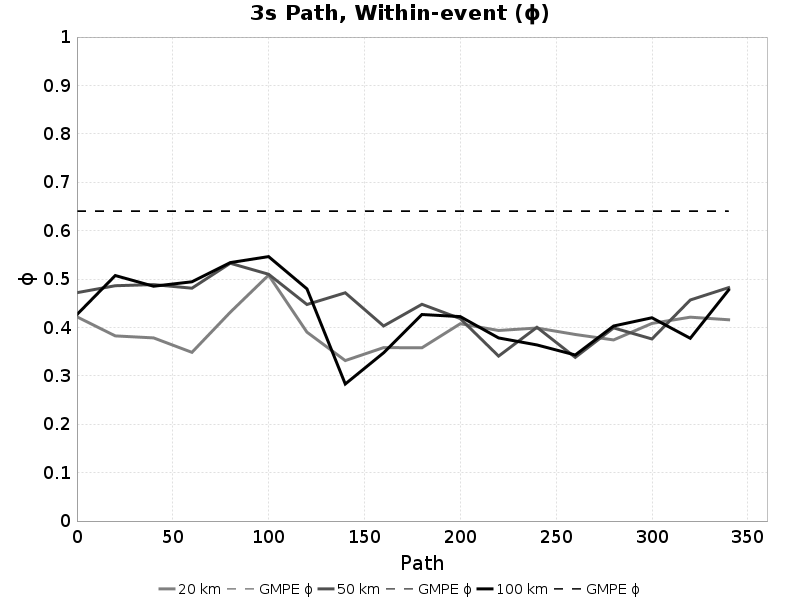 3s Path, Within-event (ϕ)
1
0.9
0.8
0.7
0.6
0.5
0.4
0.3
0.2
0.1
0
ϕ
0 50 100 150 200 250 300 350
Path
20 km GMPE ϕ 50 km GMPE ϕ 100 km GMPE ϕ